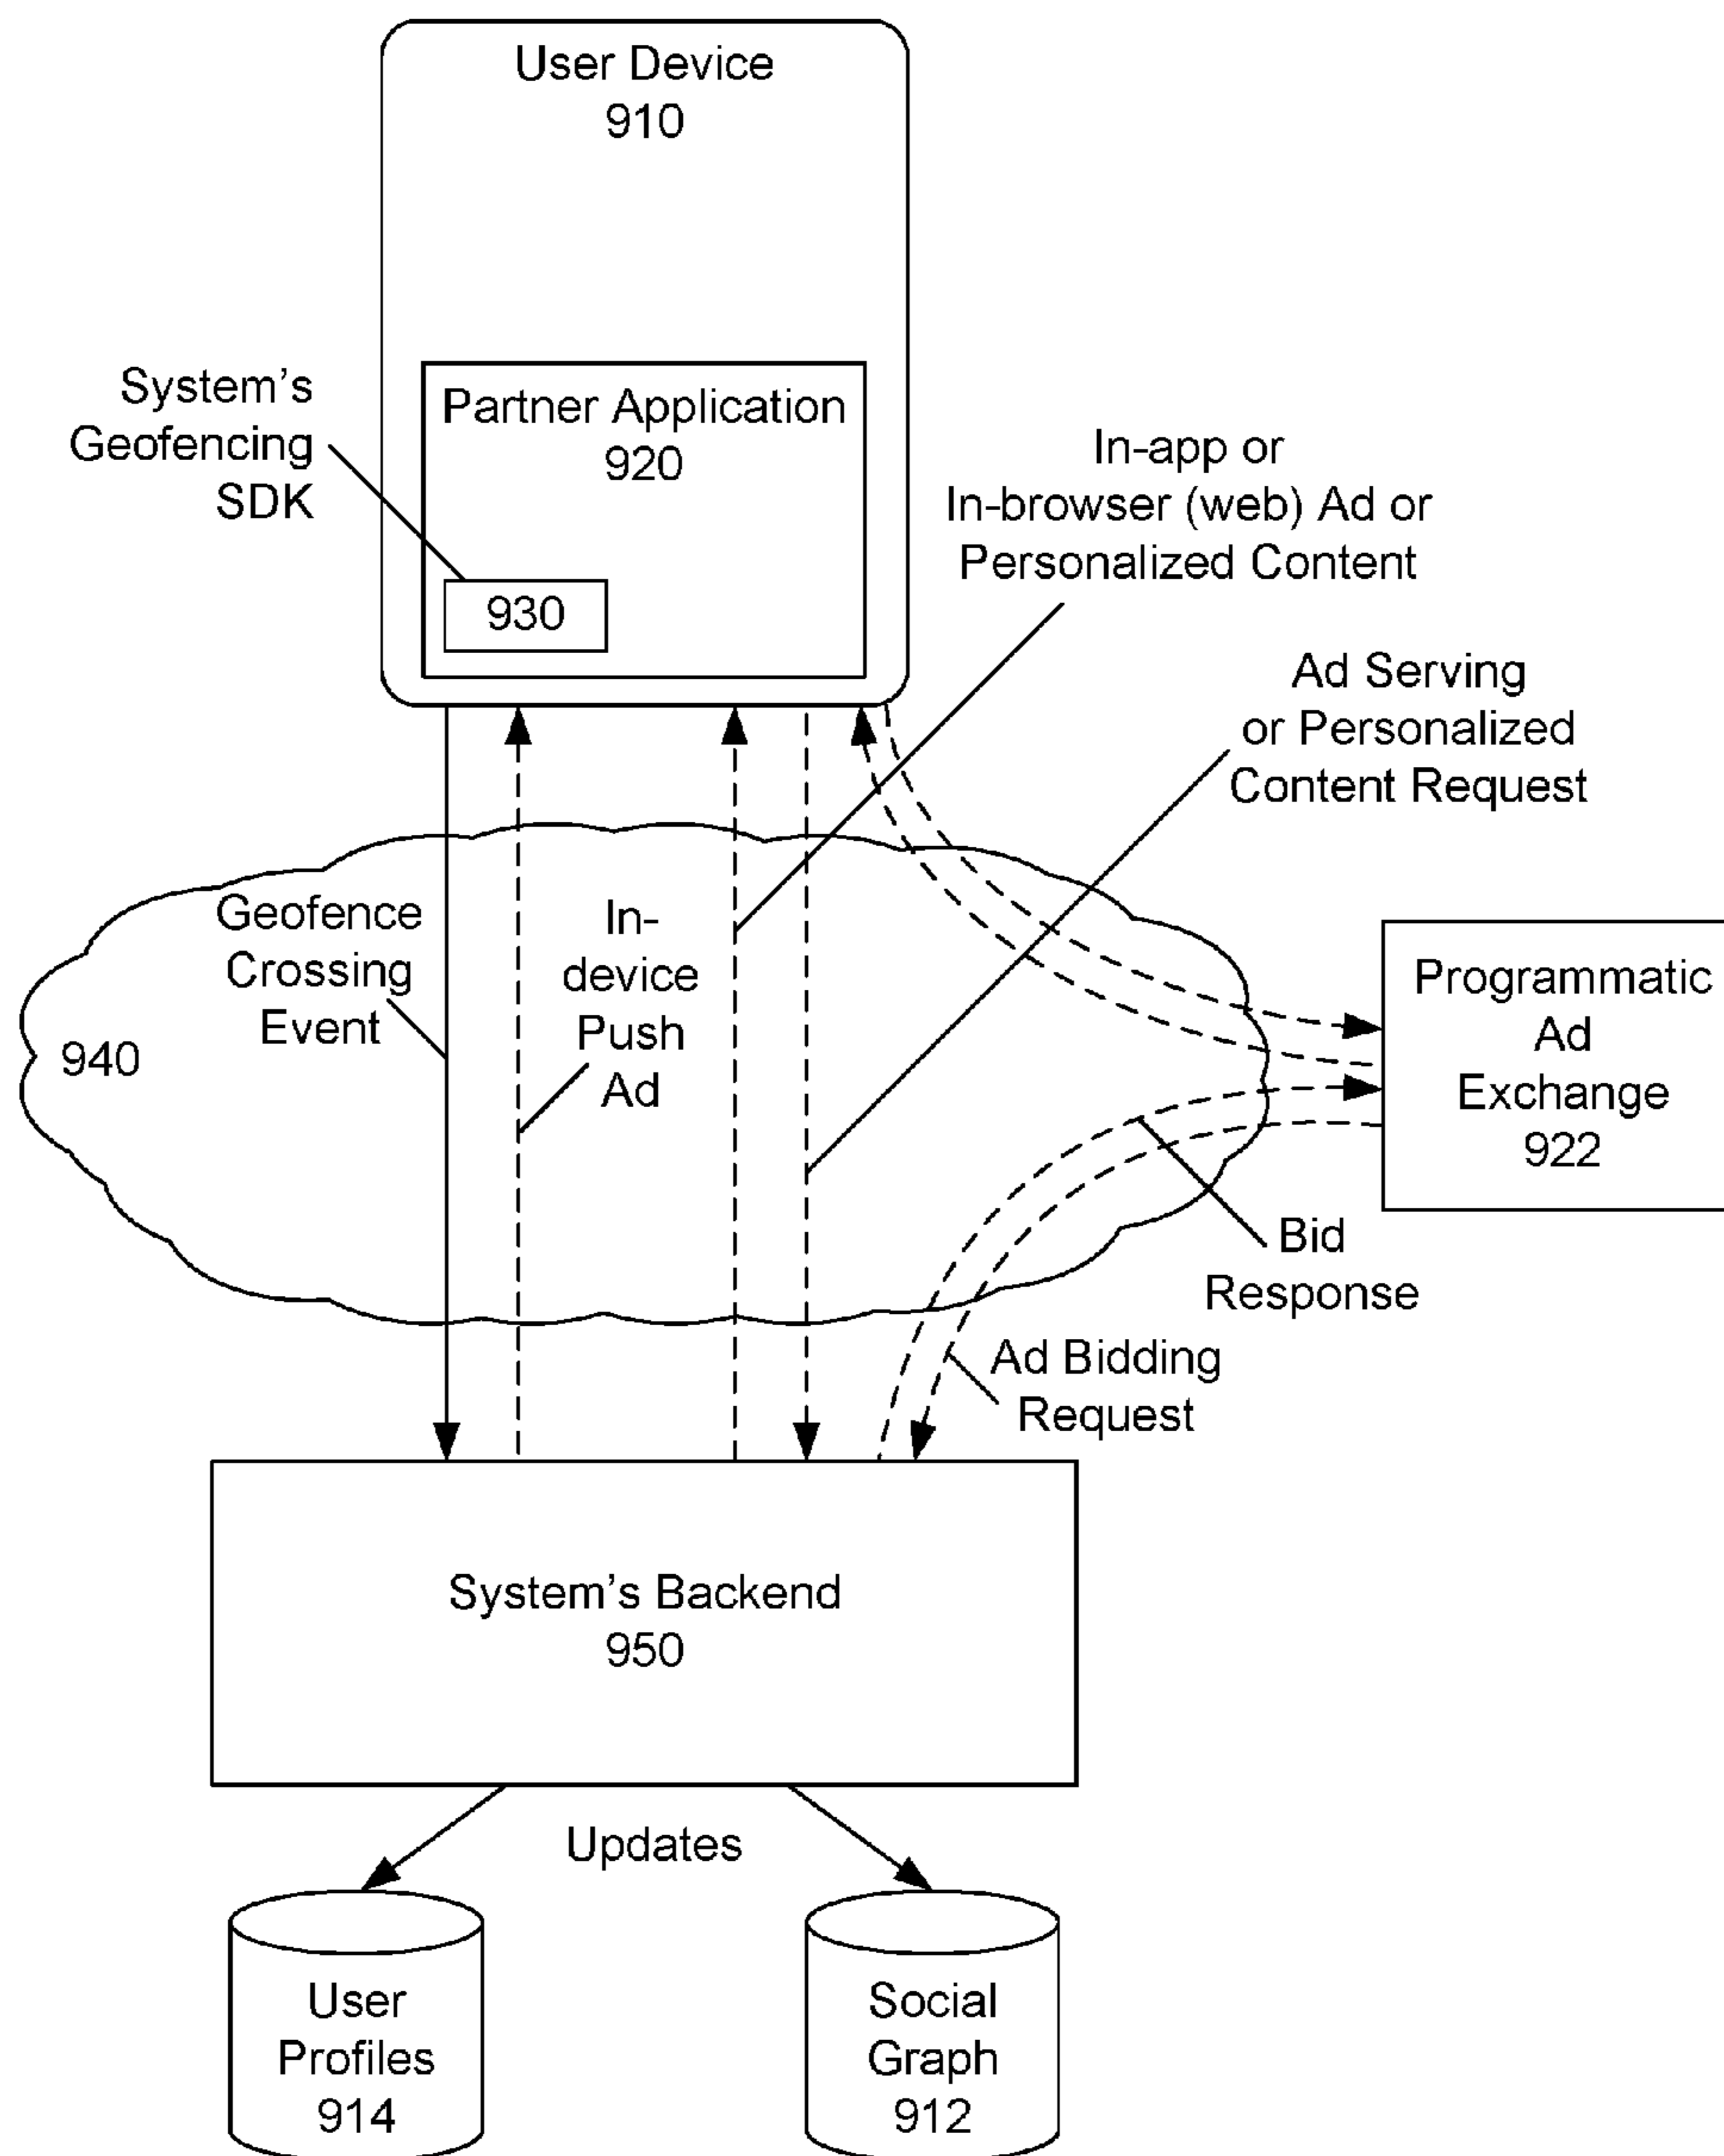 User Device
910
System's
Geofencing
SDK
Partner Application
920
930
In-app or
In-browser (web) Ad or
Personalized Content
Ad Serving
or Personalized
Content Request
Geofence
Crossing
Event
In-
device
Push
Ad
940
Programmatic
Ad
Exchange
922
Bid
Response
Ad Bidding
Request
System's Backend
950
Updates
User
Profiles
914
Social
Graph
912